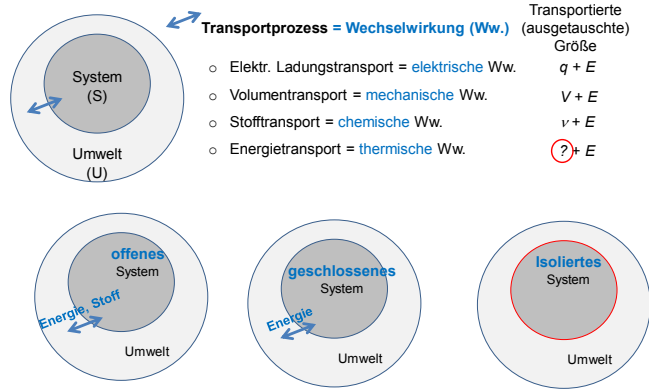 Transportprozess = Wechselwirkung (Ww.)
Transportierte
(ausgetauschte)
Größe
○ Elektr. Ladungstransport = elektrische Ww. q + E
○ Volumentransport = mechanische Ww. V + E
○ Stofftransport = chemische Ww. ν + E
○ Energietransport = thermische Ww. ? + E
System
(S)
Umwelt
(U)
offenes
System
Energie, Stoff
Umwelt
geschlossenes
System
Energie
Umwelt
Isoliertes
System
Umwelt